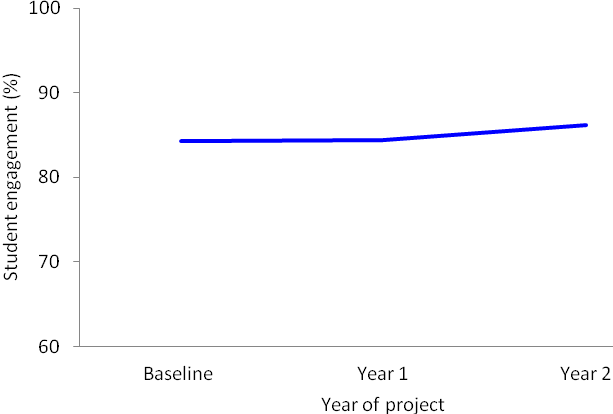 100
90
80
70
60
Student engagement (%)
Baseline
Year 1
Year 2
Year of project